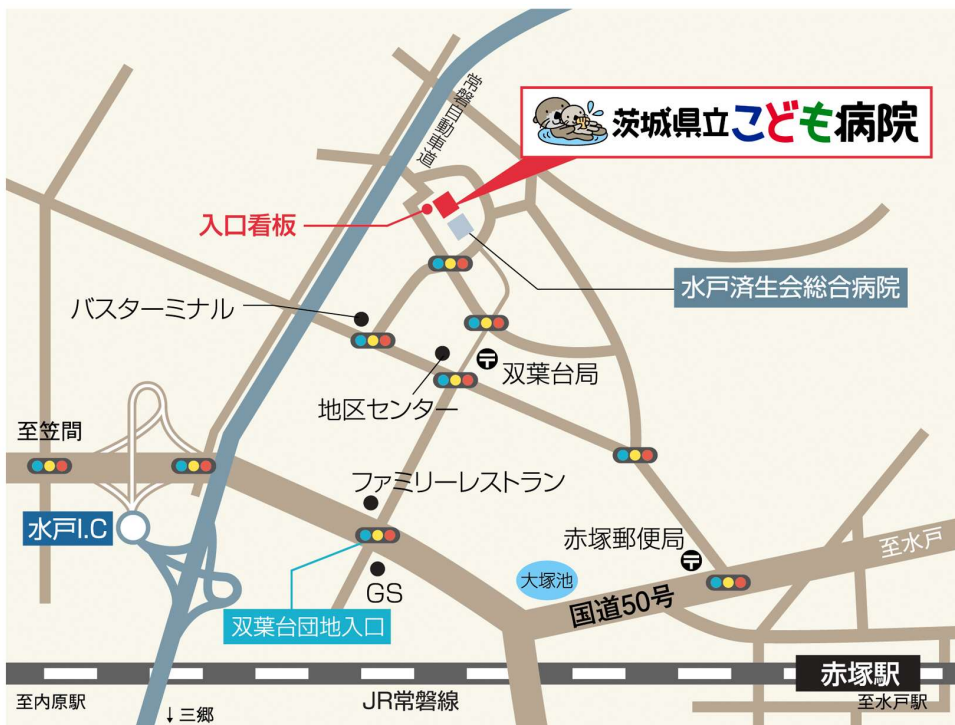 常磐自動車道
茨城県立こども病院
入口看板
水戸済生会総合病院
バスターミナル
双葉台局
地区センター
至笠間
ファミリーレストラン
水戸I.C
赤塚郵便局
至水戸
大塚池
国道50号
GS
双葉台団地入口
赤塚駅
至内原駅
JR常磐線
至水戸駅
↓三郷